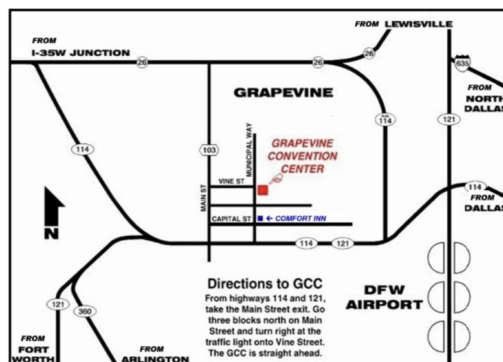 FROM
LEWISVILLE
FROM
I-35W JUNCTION
26
26
26
635
GRAPEVINE
FROM
NORTH
DALLAS
114
103
MUNICIPAL WAY
GRAPEVINE
CONVENTION
CENTER
114
121
VINE ST
MAIN ST
114
FROM
DALLAS
CAPITAL ST
← COMFORT INN
N
114
121
121
360
Directions to GCC
From highways 114 and 121,
take the Main Street exit. Go
three blocks north on Main
Street and turn right at the
traffic light onto Vine Street.
The GCC is straight ahead.
DFW
AIRPORT
FROM
FORT
WORTH
FROM
ARLINGTON